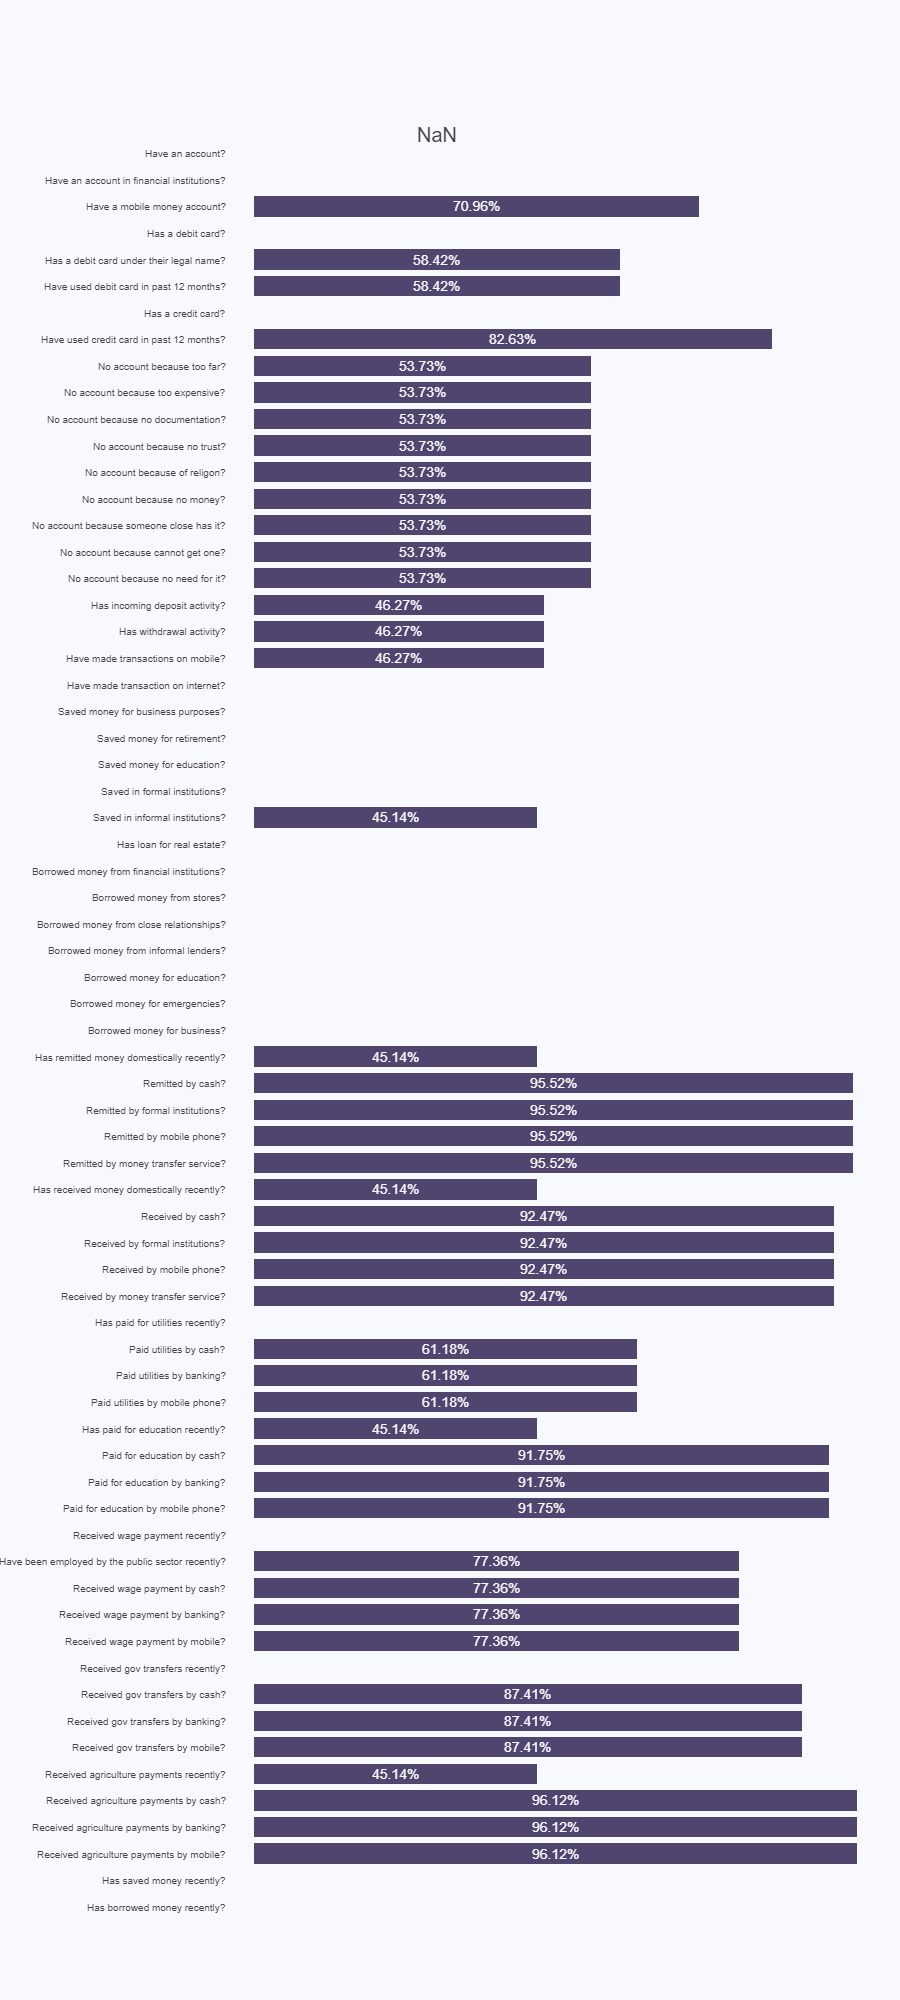 NaN
Have an account?
Have an account in financial institutions?
Have a mobile money account? 70.96%
Has a debit card?
Has a debit card under their legal name? 58.42%
Have used debit card in past 12 months? 58.42%
Has a credit card?
Have used credit card in past 12 months? 82.63%
No account because too far? 53.73%
No account because too expensive? 53.73%
No account because no documentation? 53.73%
No account because no trust? 53.73%
No account because of religon? 53.73%
No account because no money? 53.73%
No account because someone close has it? 53.73%
No account because cannot get one? 53.73%
No account because no need for it? 53.73%
Has incoming deposit activity? 46.27%
Has withdrawal activity? 46.27%
Have made transactions on mobile? 46.27%
Have made transaction on internet?
Saved money for business purposes?
Saved money for retirement?
Saved money for education?
Saved in formal institutions?
Saved in informal institutions? 45.14%
Has loan for real estate?
Borrowed money from financial institutions?
Borrowed money from stores?
Borrowed money from close relationships?
Borrowed money from informal lenders?
Borrowed money for education?
Borrowed money for emergencies?
Borrowed money for business?
Has remitted money domestically recently? 45.14%
Remitted by cash? 95.52%
Remitted by formal institutions? 95.52%
Remitted by mobile phone? 95.52%
Remitted by money transfer service? 95.52%
Has received money domestically recently? 45.14%
Received by cash? 92.47%
Received by formal institutions? 92.47%
Received by mobile phone? 92.47%
Received by money transfer service? 92.47%
Has paid for utilities recently?
Paid utilities by cash? 61.18%
Paid utilities by banking? 61.18%
Paid utilities by mobile phone? 61.18%
Has paid for education recently? 45.14%
Paid for education by cash? 91.75%
Paid for education by banking? 91.75%
Paid for education by mobile phone? 91.75%
Received wage payment recently?
Have been employed by the public sector recently? 77.36%
Received wage payment by cash? 77.36%
Received wage payment by banking? 77.36%
Received wage payment by mobile? 77.36%
Received gov transfers recently?
Received gov transfers by cash? 87.41%
Received gov transfers by banking? 87.41%
Received gov transfers by mobile? 87.41%
Received agriculture payments recently? 45.14%
Received agriculture payments by cash? 96.12%
Received agriculture payments by banking? 96.12%
Received agriculture payments by mobile? 96.12%
Has saved money recently?
Has borrowed money recently?